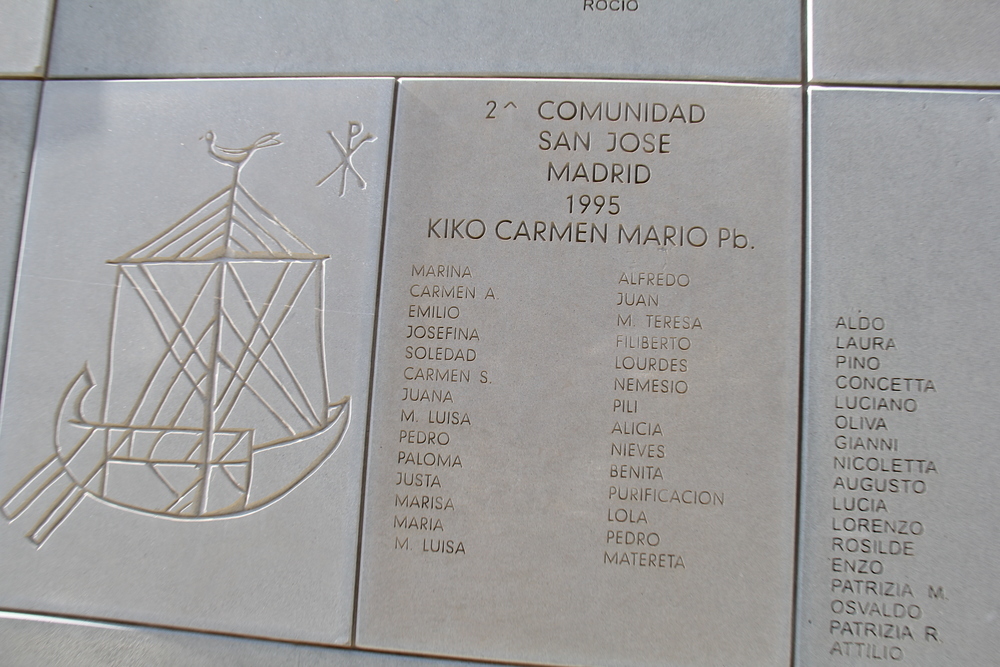 ROCIO
2^ COMUNIDAD
SAN JOSE
MADRID
1995
KIKO CARMEN MARIO Pb.
MARINA
CARMEN A.
EMILIO
JOSEFINA
SOLEDAD
CARMEN S.
JUANA
M. LUISA
PEDRO
PALOMA
JUSTA
MARISA
MARIA
M. LUISA
ALFREDO
JUAN
M. TERESA
FILIBERTO
LOURDES
NEMESIO
PILI
ALICIA
NIEVES
BENITA
PURIFICACION
LOLA
PEDRO
MATERETA
ALDO
LAURA
PINO
CONCETTA
LUCIANO
OLIVA
GIANNI
NICOLETTA
AUGUSTO
LUCIA
LORENZO
ROSILDE
ENZO
PATRIZIA M.
OSVALDO
PATRIZIA R.
ATTILIO